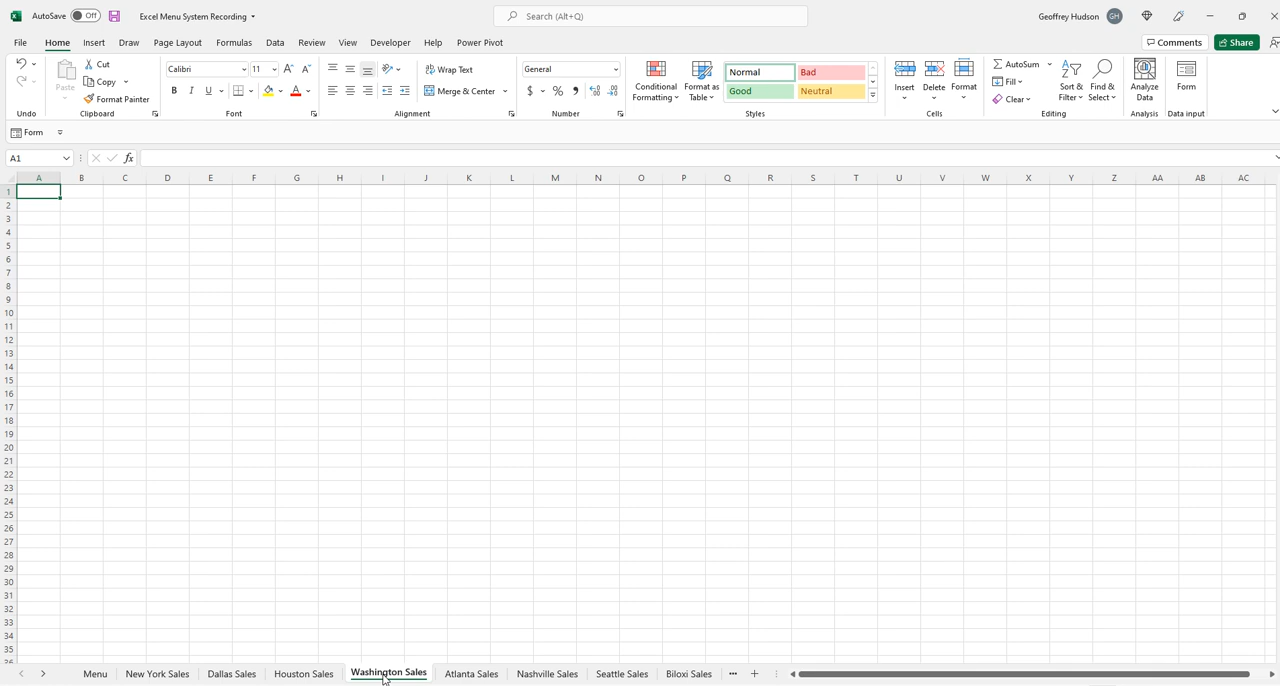 AutoSave Off Excel Menu System Recording Search (Alt+Q) Geoffrey Hudson GH
File Home Insert Draw Page Layout Formulas Data Review View Developer Help Power Pivot Comments Share
Paste Cut Copy Format Painter
Calibri 11
B I U A
Wrap Text
Merge & Center
General
$ %
Conditional Formatting Format as Table
Normal Bad
Good Neutral
Insert Delete Format
AutoSum
Fill
Clear
Sort & Filter Find & Select
Analyze Data
Form
Undo Clipboard Font Alignment Number Styles Cells Editing Analysis Data input
Form
A1 fx
A B C D E F G H I J K L M N O P Q R S T U V W X Y Z AA AB AC
1
2
3
4
5
6
7
8
9
10
11
12
13
14
15
16
17
18
19
20
21
22
23
24
25
26
27
28
29
30
31
32
33
34
35
36
Menu New York Sales Dallas Sales Houston Sales Washington Sales Atlanta Sales Nashville Sales Seattle Sales Biloxi Sales ...